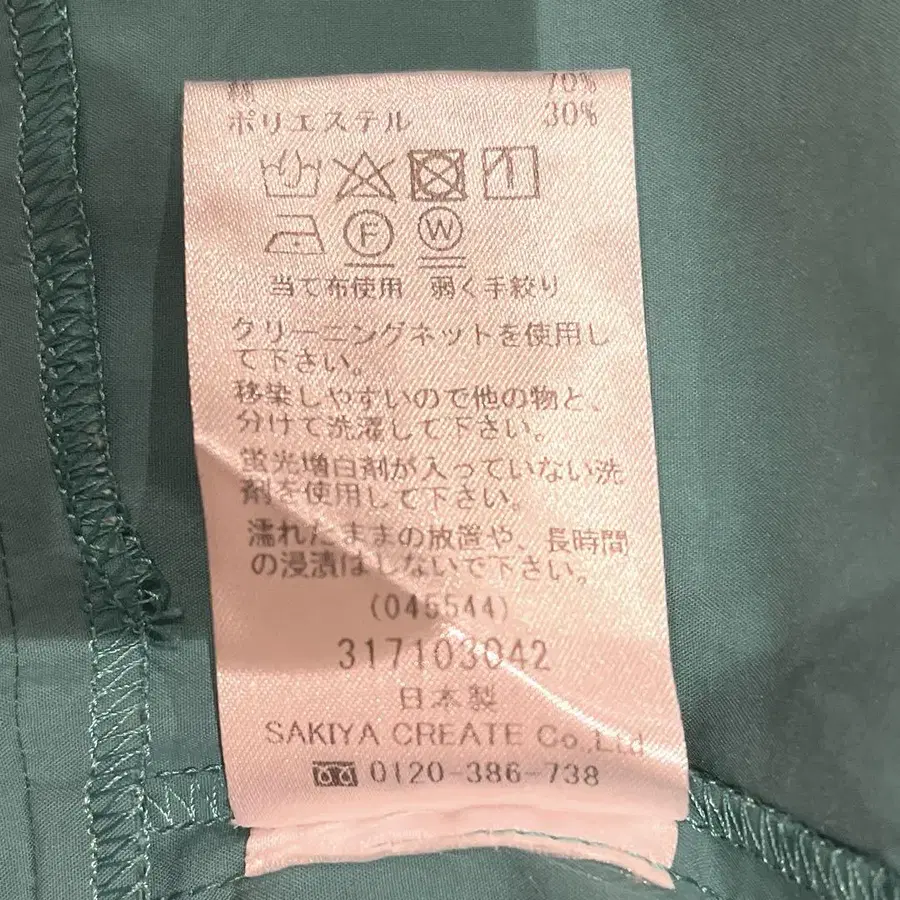 綿 70%
ポリエステル 30%
F W
当て布使用 弱く手絞り
クリーニングネットを使用し
て下さい。
移染しやすいので他の物と、
分けて洗濯して下さい。
蛍光増白剤が入っていない洗
剤を使用して下さい。
濡れたままの放置や、長時間
の浸漬はしないで下さい。
(045544)
317103042
日本製
SAKIYA CREATE Co.,Ltd
0120-386-738